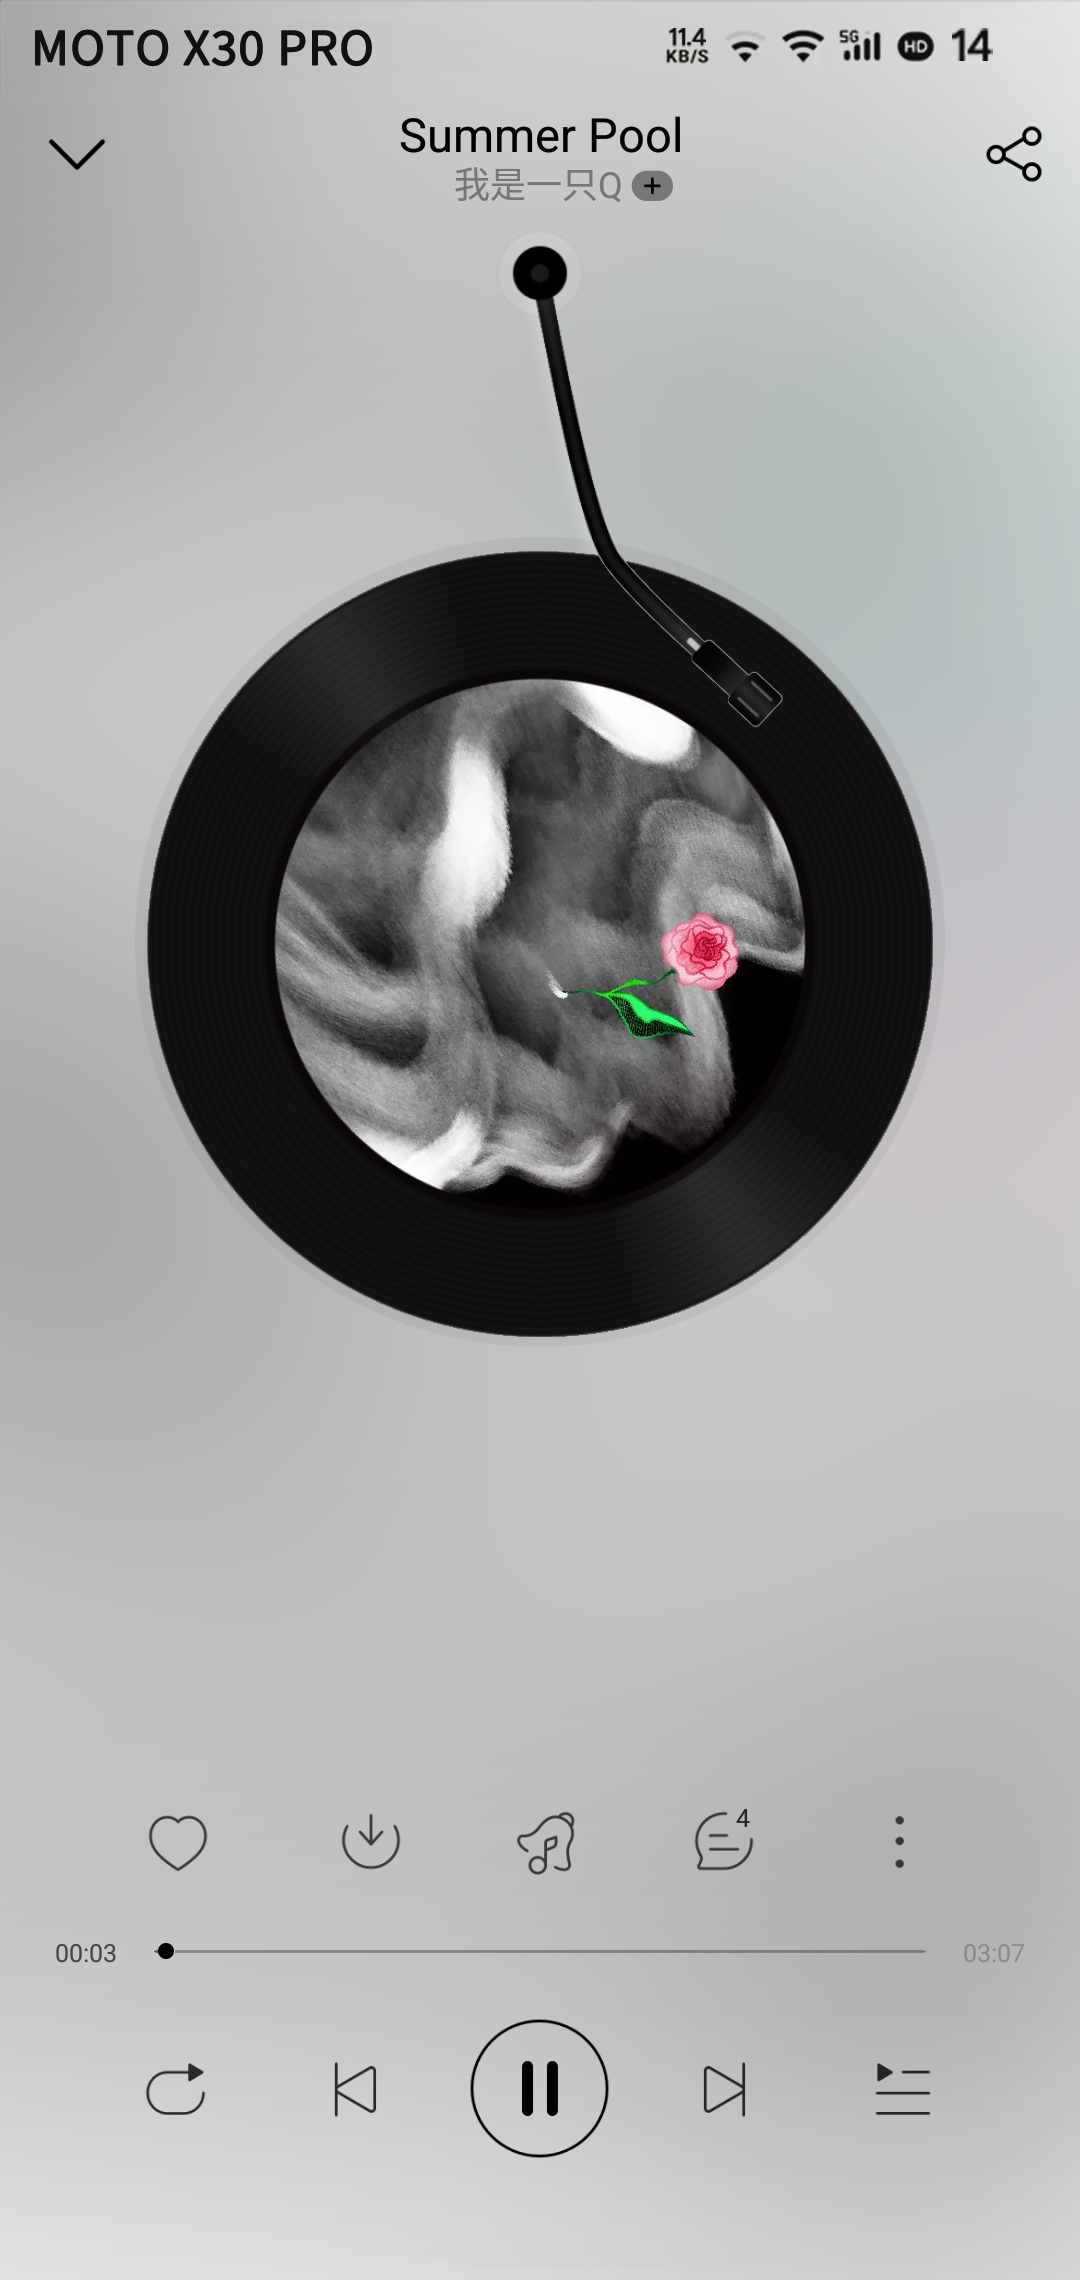 MOTO X30 PRO
11.4
KB/S
5G
HD
14
Summer Pool
我是一只Q
4
00:03
03:07